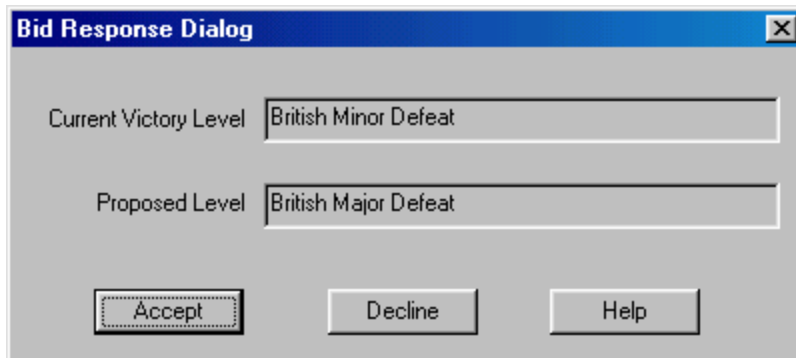 Bid Response Dialog
Current Victory Level British Minor Defeat
Proposed Level British Major Defeat
Accept Decline Help